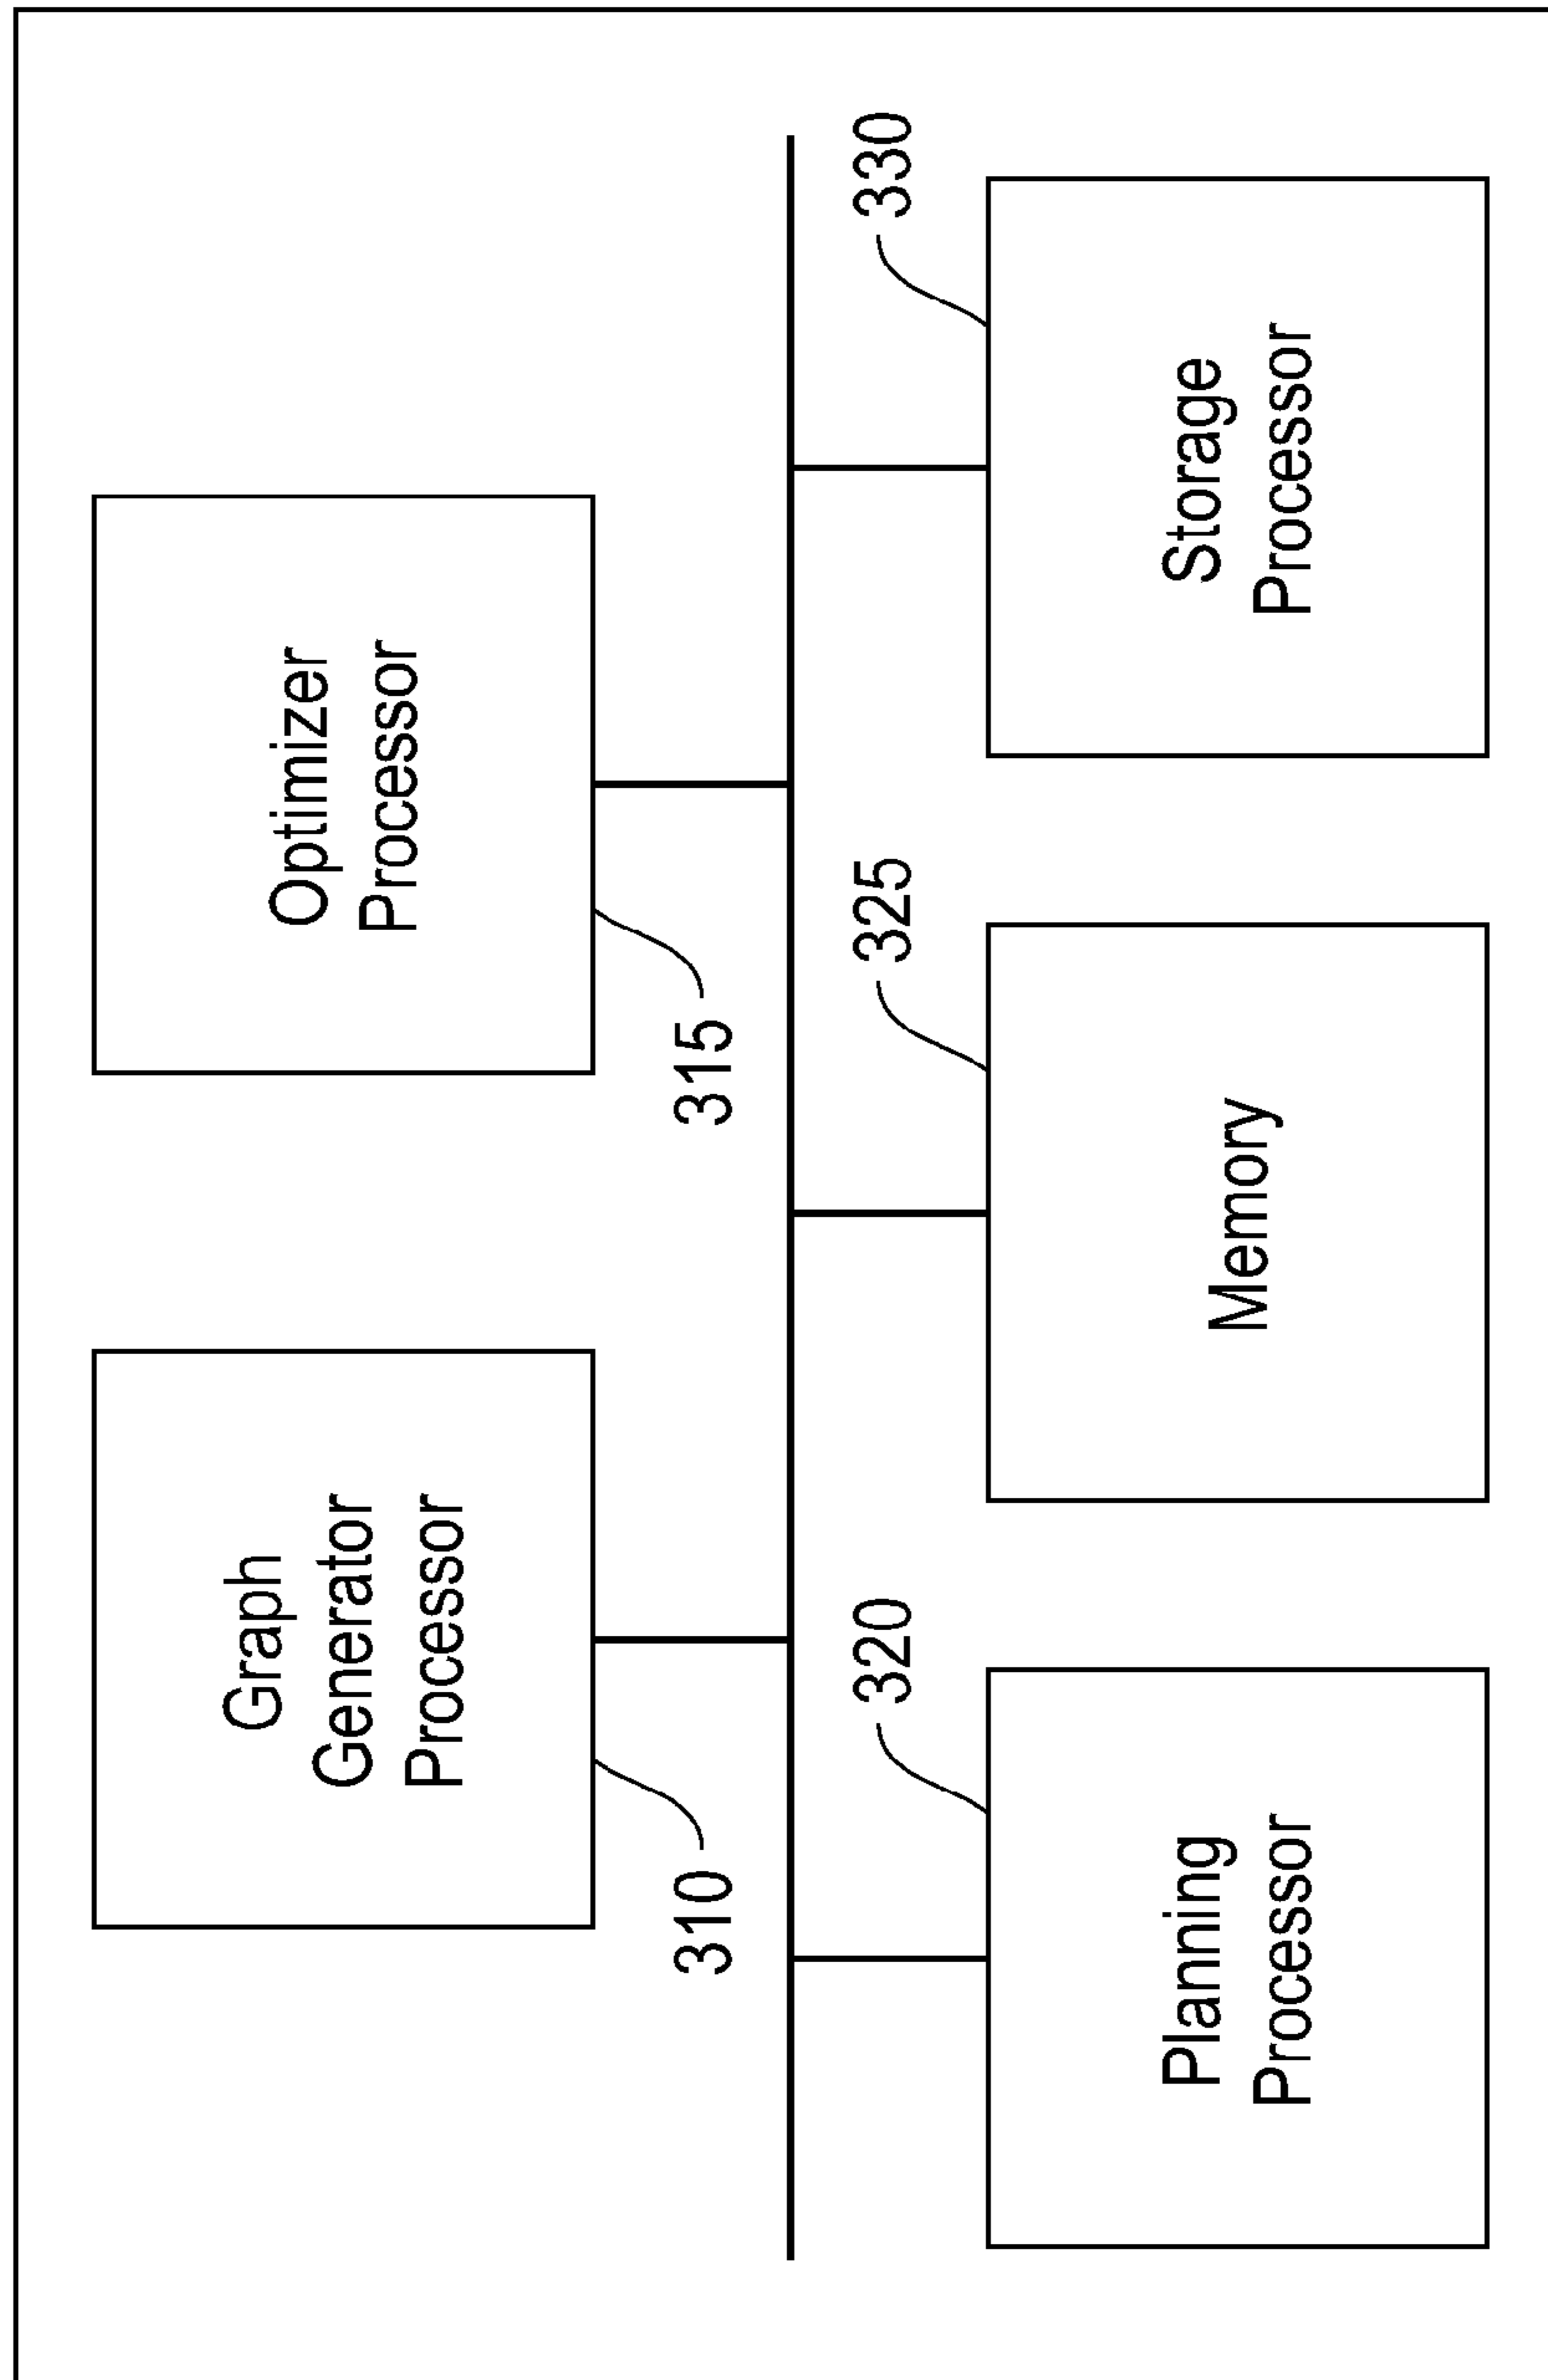 Graph
Generator
Processor
310
Optimizer
Processor
315
320
Planning
Processor
325
Memory
330
Storage
Processor